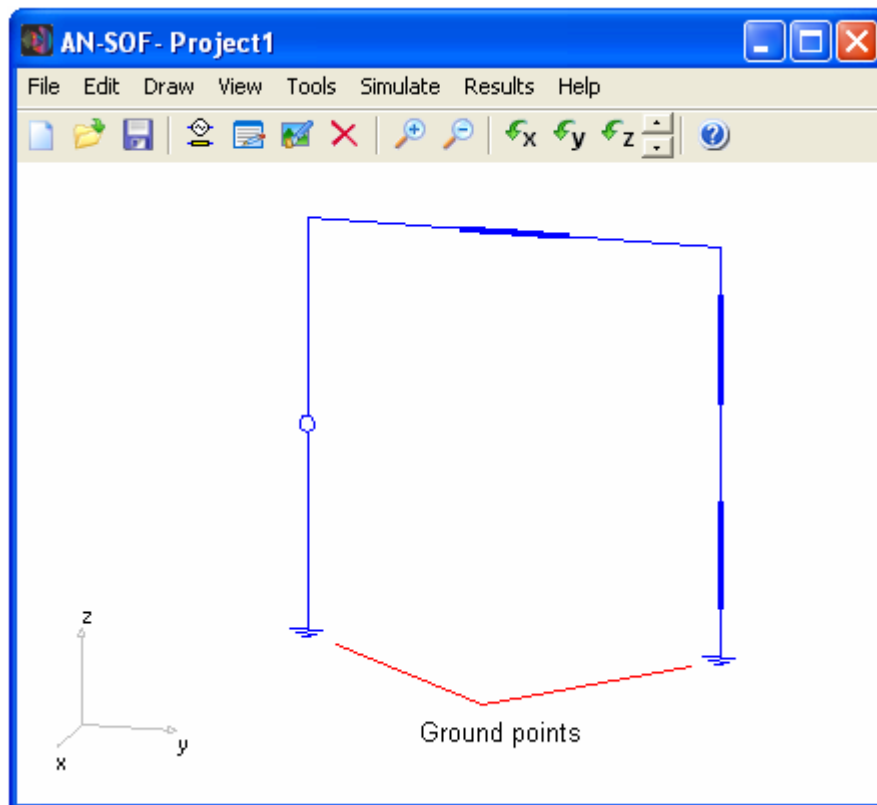 AN-SOF- Project1
File Edit Draw View Tools Simulate Results Help
x y z
z
y
x
Ground points